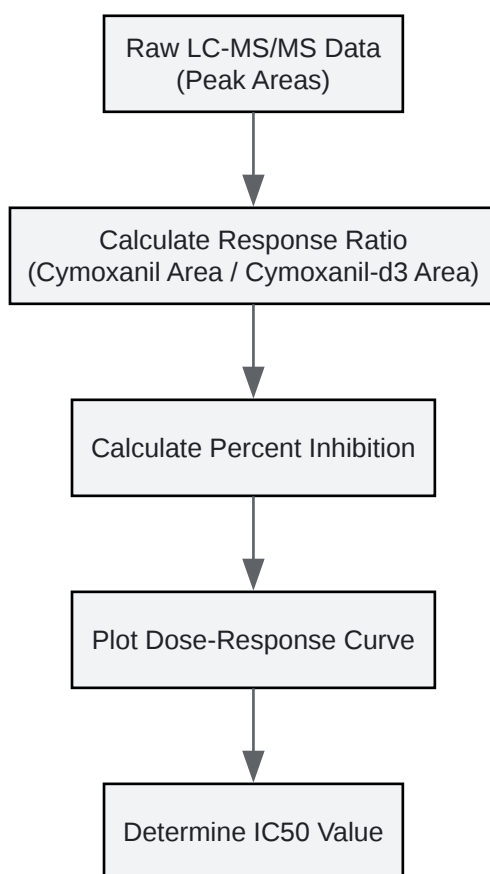 Raw LC-MS/MS Data
(Peak Areas)
Calculate Response Ratio
(Cymoxanil Area / Cymoxanil-d3 Area)
Calculate Percent Inhibition
Plot Dose-Response Curve
Determine IC50 Value